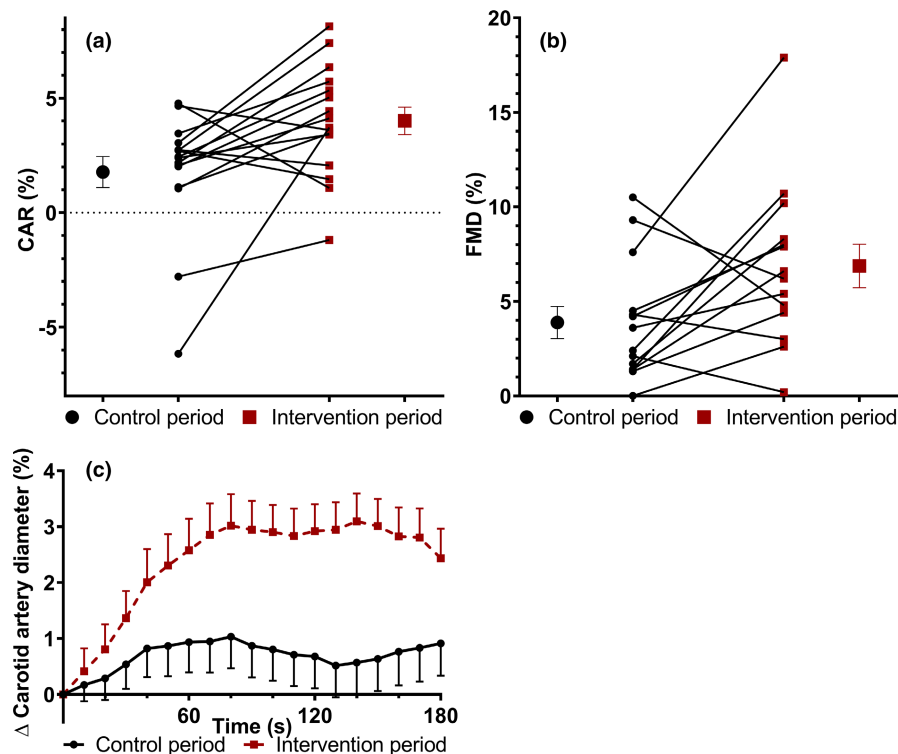 (a)
CAR (%)
5
0
-5
Control period
Intervention period
(b)
FMD (%)
20
15
10
5
0
Control period
Intervention period
(c)
Δ Carotid artery diameter (%)
4
3
2
1
0
60
120
180
Time (s)
Control period
Intervention period